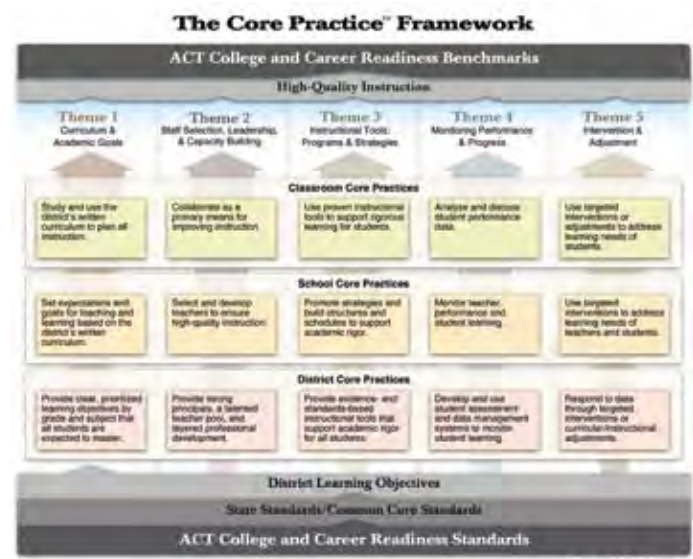 The Core Practice™ Framework
ACT College and Career Readiness Benchmarks
High-Quality Instruction
Theme 1
Curriculum &
Academic Goals
Theme 2
Staff Selection, Leadership,
& Capacity Building
Theme 3
Instructional Tools:
Programs & Strategies
Theme 4
Monitoring Performance
& Progress
Theme 5
Intervention &
Adjustment
Classroom Core Practices
Study and use the
district's written
curriculum to plan all
instruction.
Collaborate as a
primary means for
improving instruction.
Use proven instructional
tools to support rigorous
learning for students.
Analyze and discuss
student performance
data.
Use targeted
interventions or
adjustments to address
learning needs of
students.
School Core Practices
Set expectations and
goals for teaching and
learning based on the
district's written
curriculum.
Select and develop
teachers to ensure
high-quality instruction.
Promote strategies and
build structures and
schedules to support
academic rigor.
Monitor teacher
performance and
student learning.
Use targeted
interventions to address
learning needs of
teachers and students.
District Core Practices
Provide clear, prioritized
learning objectives by
grade and subject that
all students are
expected to master.
Provide strong
principals, a talented
teacher pool, and
layered professional
development.
Provide evidence- and
standards-based
instructional tools that
support academic rigor
for all students.
Develop and use
student assessment
and data management
systems to monitor
student learning.
Respond to data
through targeted
interventions or
curricular/instructional
adjustments.
District Learning Objectives
State Standards/Common Core Standards
ACT College and Career Readiness Standards